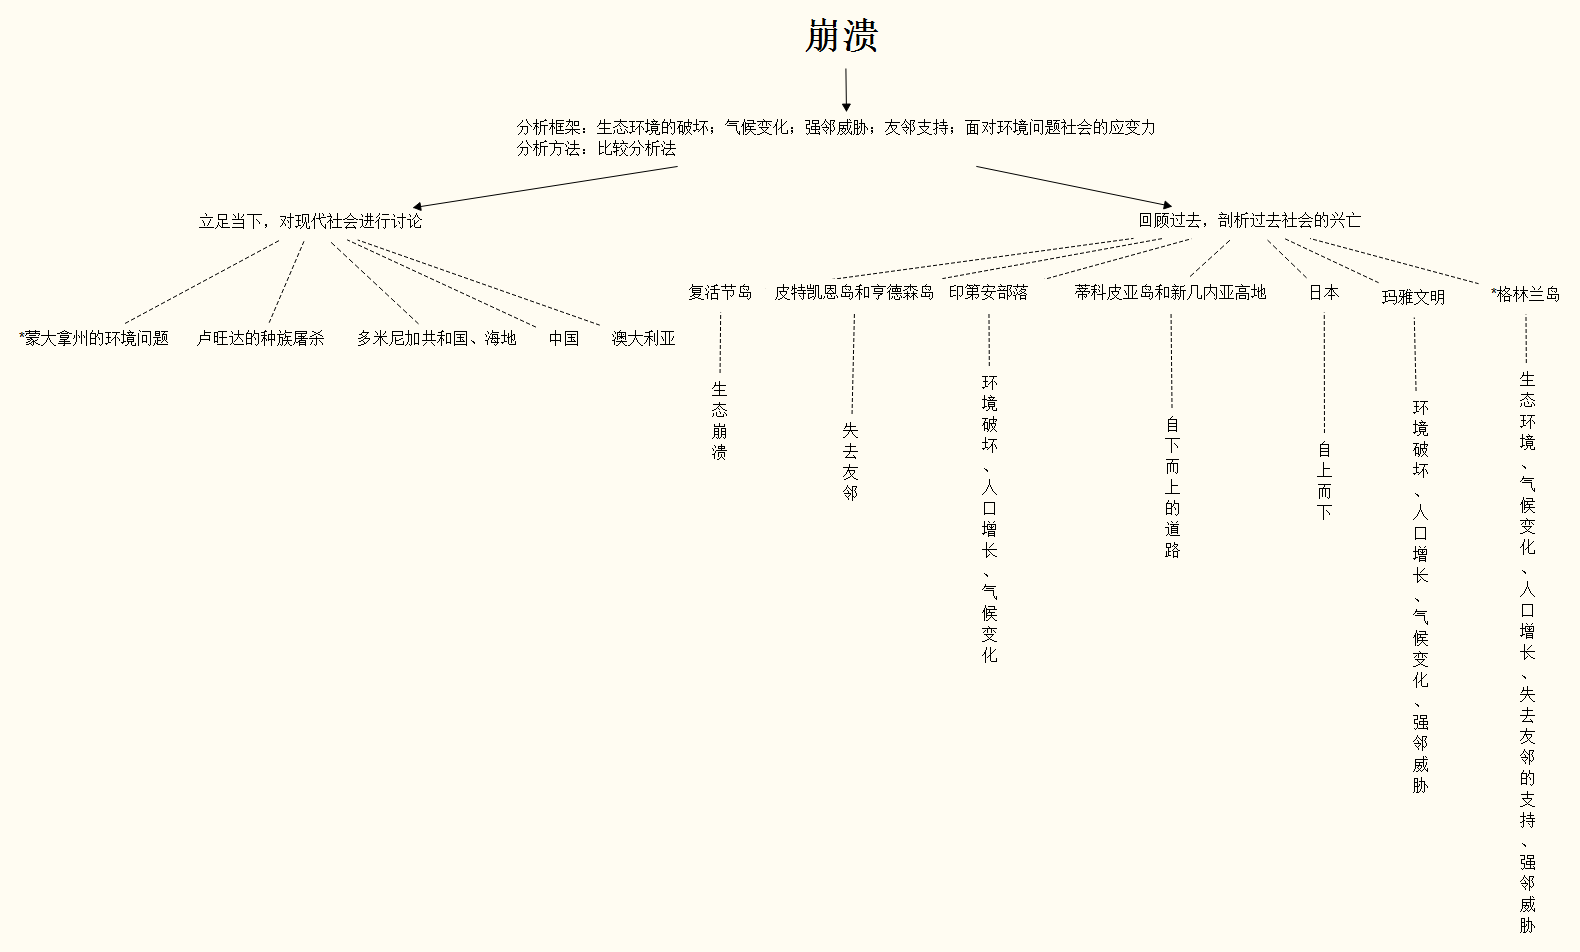 崩溃
分析框架：生态环境的破坏；气候变化；强邻威胁；友邻支持；面对环境问题社会的应变力
分析方法：比较分析法
立足当下，对现代社会进行讨论
回顾过去，剖析过去社会的兴亡
*蒙大拿州的环境问题
卢旺达的种族屠杀
多米尼加共和国、海地
中国
澳大利亚
复活节岛
皮特凯恩岛和亨德森岛
印第安部落
蒂科皮亚岛和新几内亚高地
日本
玛雅文明
*格林兰岛
生态崩溃
失去友邻
环境破坏、人口增长、气候变化
自下而上的道路
自上而下
环境破坏、人口增长、气候变化、强邻威胁
生态环境、气候变化、人口增长、失去友邻的支持、强邻威胁